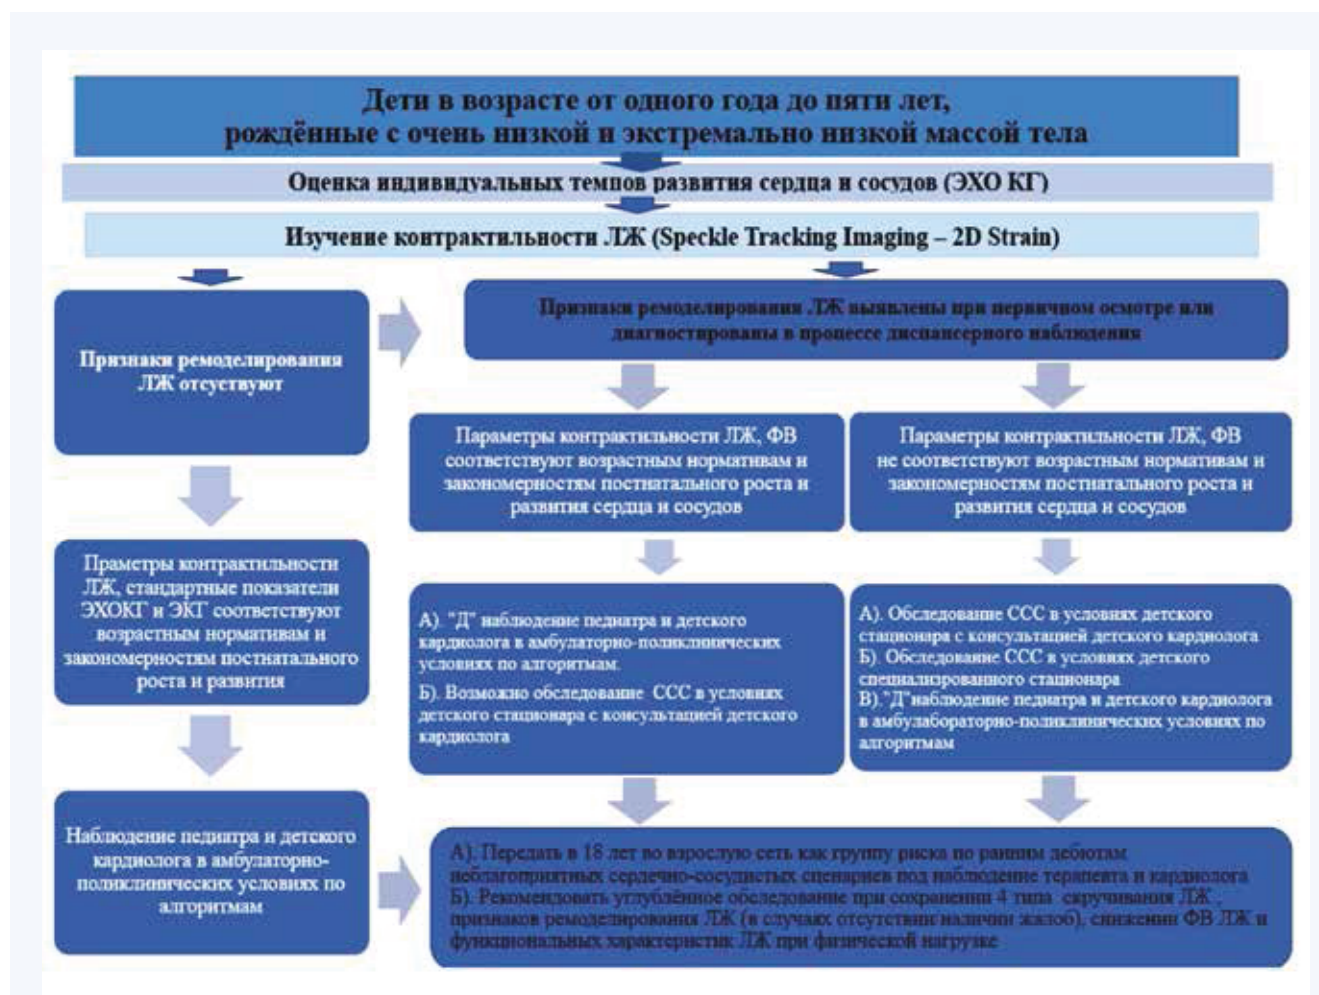 Дети в возрасте от одного года до пяти лет,
рождённые с очень низкой и экстремально низкой массой тела
Оценка индивидуальных темпов развития сердца и сосудов (ЭХО КГ)
Изучение контрактильности ЛЖ (Speckle Tracking Imaging – 2D Strain)
Признаки ремоделирования
ЛЖ отсуствуют
Признаки ремоделирования ЛЖ выявлены при первичном осмотре или
диагностированы в процессе диспансерного наблюдения
Параметры контрактильности ЛЖ, ФВ
соответствуют возрастным нормативам и
закономерностям постнатального роста и
развития сердца и сосудов
Параметры контрактильности ЛЖ, ФВ
не соответствуют возрастным нормативам и
закономерностям постнатального роста и
развития сердца и сосудов
Праметры контрактильности
ЛЖ, стандартные показатели
ЭХОКГ и ЭКГ соответствуют
возрастным нормативам и
закономерностям постнатального
роста и развития
А). "Д" наблюдение педиатра и детского
кардиолога в амбулаторно-поликлинических
условиях по алгоритмам.
Б). Возможно обследование ССС в условиях
детского стационара с консультацией детского
кардиолога
А). Обследование ССС в условиях детского
стационара с консультацией детского кардиолога
Б). Обследование ССС в условиях детского
специализированного стационара
В)."Д"наблюдение педиатра и детского кардиолога
в амбулабораторно-поликлинических условиях по
алгоритмам
Наблюдение педиатра и детского
кардиолога в амбулаторно-
поликлинических условиях по
алгоритмам
А). Передать в 18 лет во взрослую сеть как группу риска по ранним дебютам
неблагоприятных сердечно-сосудистых сценариев под наблюдение терапевта и кардиолога
Б). Рекомендовать углублённое обследование при сохранении 4 типа скручивания ЛЖ ,
признаков ремоделирования ЛЖ (в случаях отсутствии наличии жалоб), снижении ФВ ЛЖ и
функциональных характеристик ЛЖ при физической нагрузке